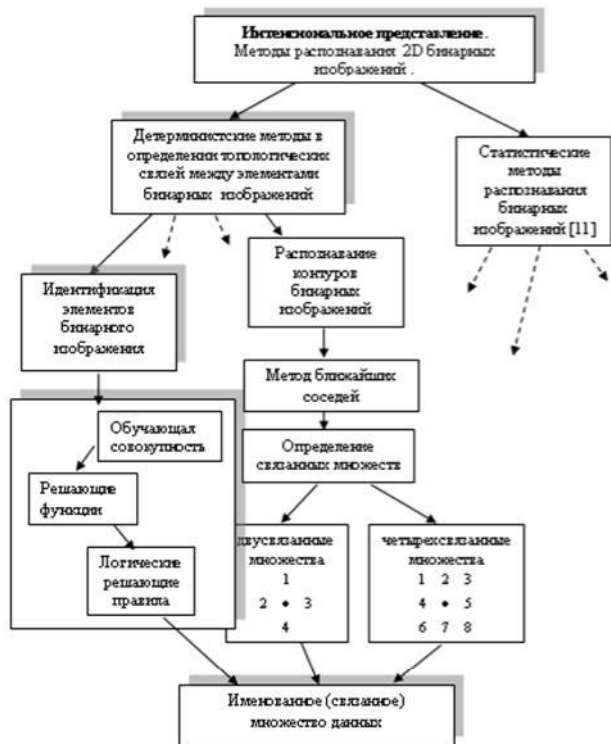 Интенсиональное представление.
Методы распознавания 2D бинарных
изображений .
Детерминистские методы в
определении топологических
связей между элементами
бинарных изображений
Статистические
методы
распознавания
бинарных
изображений [11]
Распознавание
контуров
бинарных
изображений
Идентификация
элементов
бинарного
изображения
Метод ближайших
соседей
Обучающая
совокупность
Определение
связанных множеств
Решающие
функции
Логические
решающие
правила
двусвязанные
множества
1
2 • 3
4
четырехсвязанные
множества
1 2 3
4 • 5
6 7 8
Именованное (связанное)
множество данных